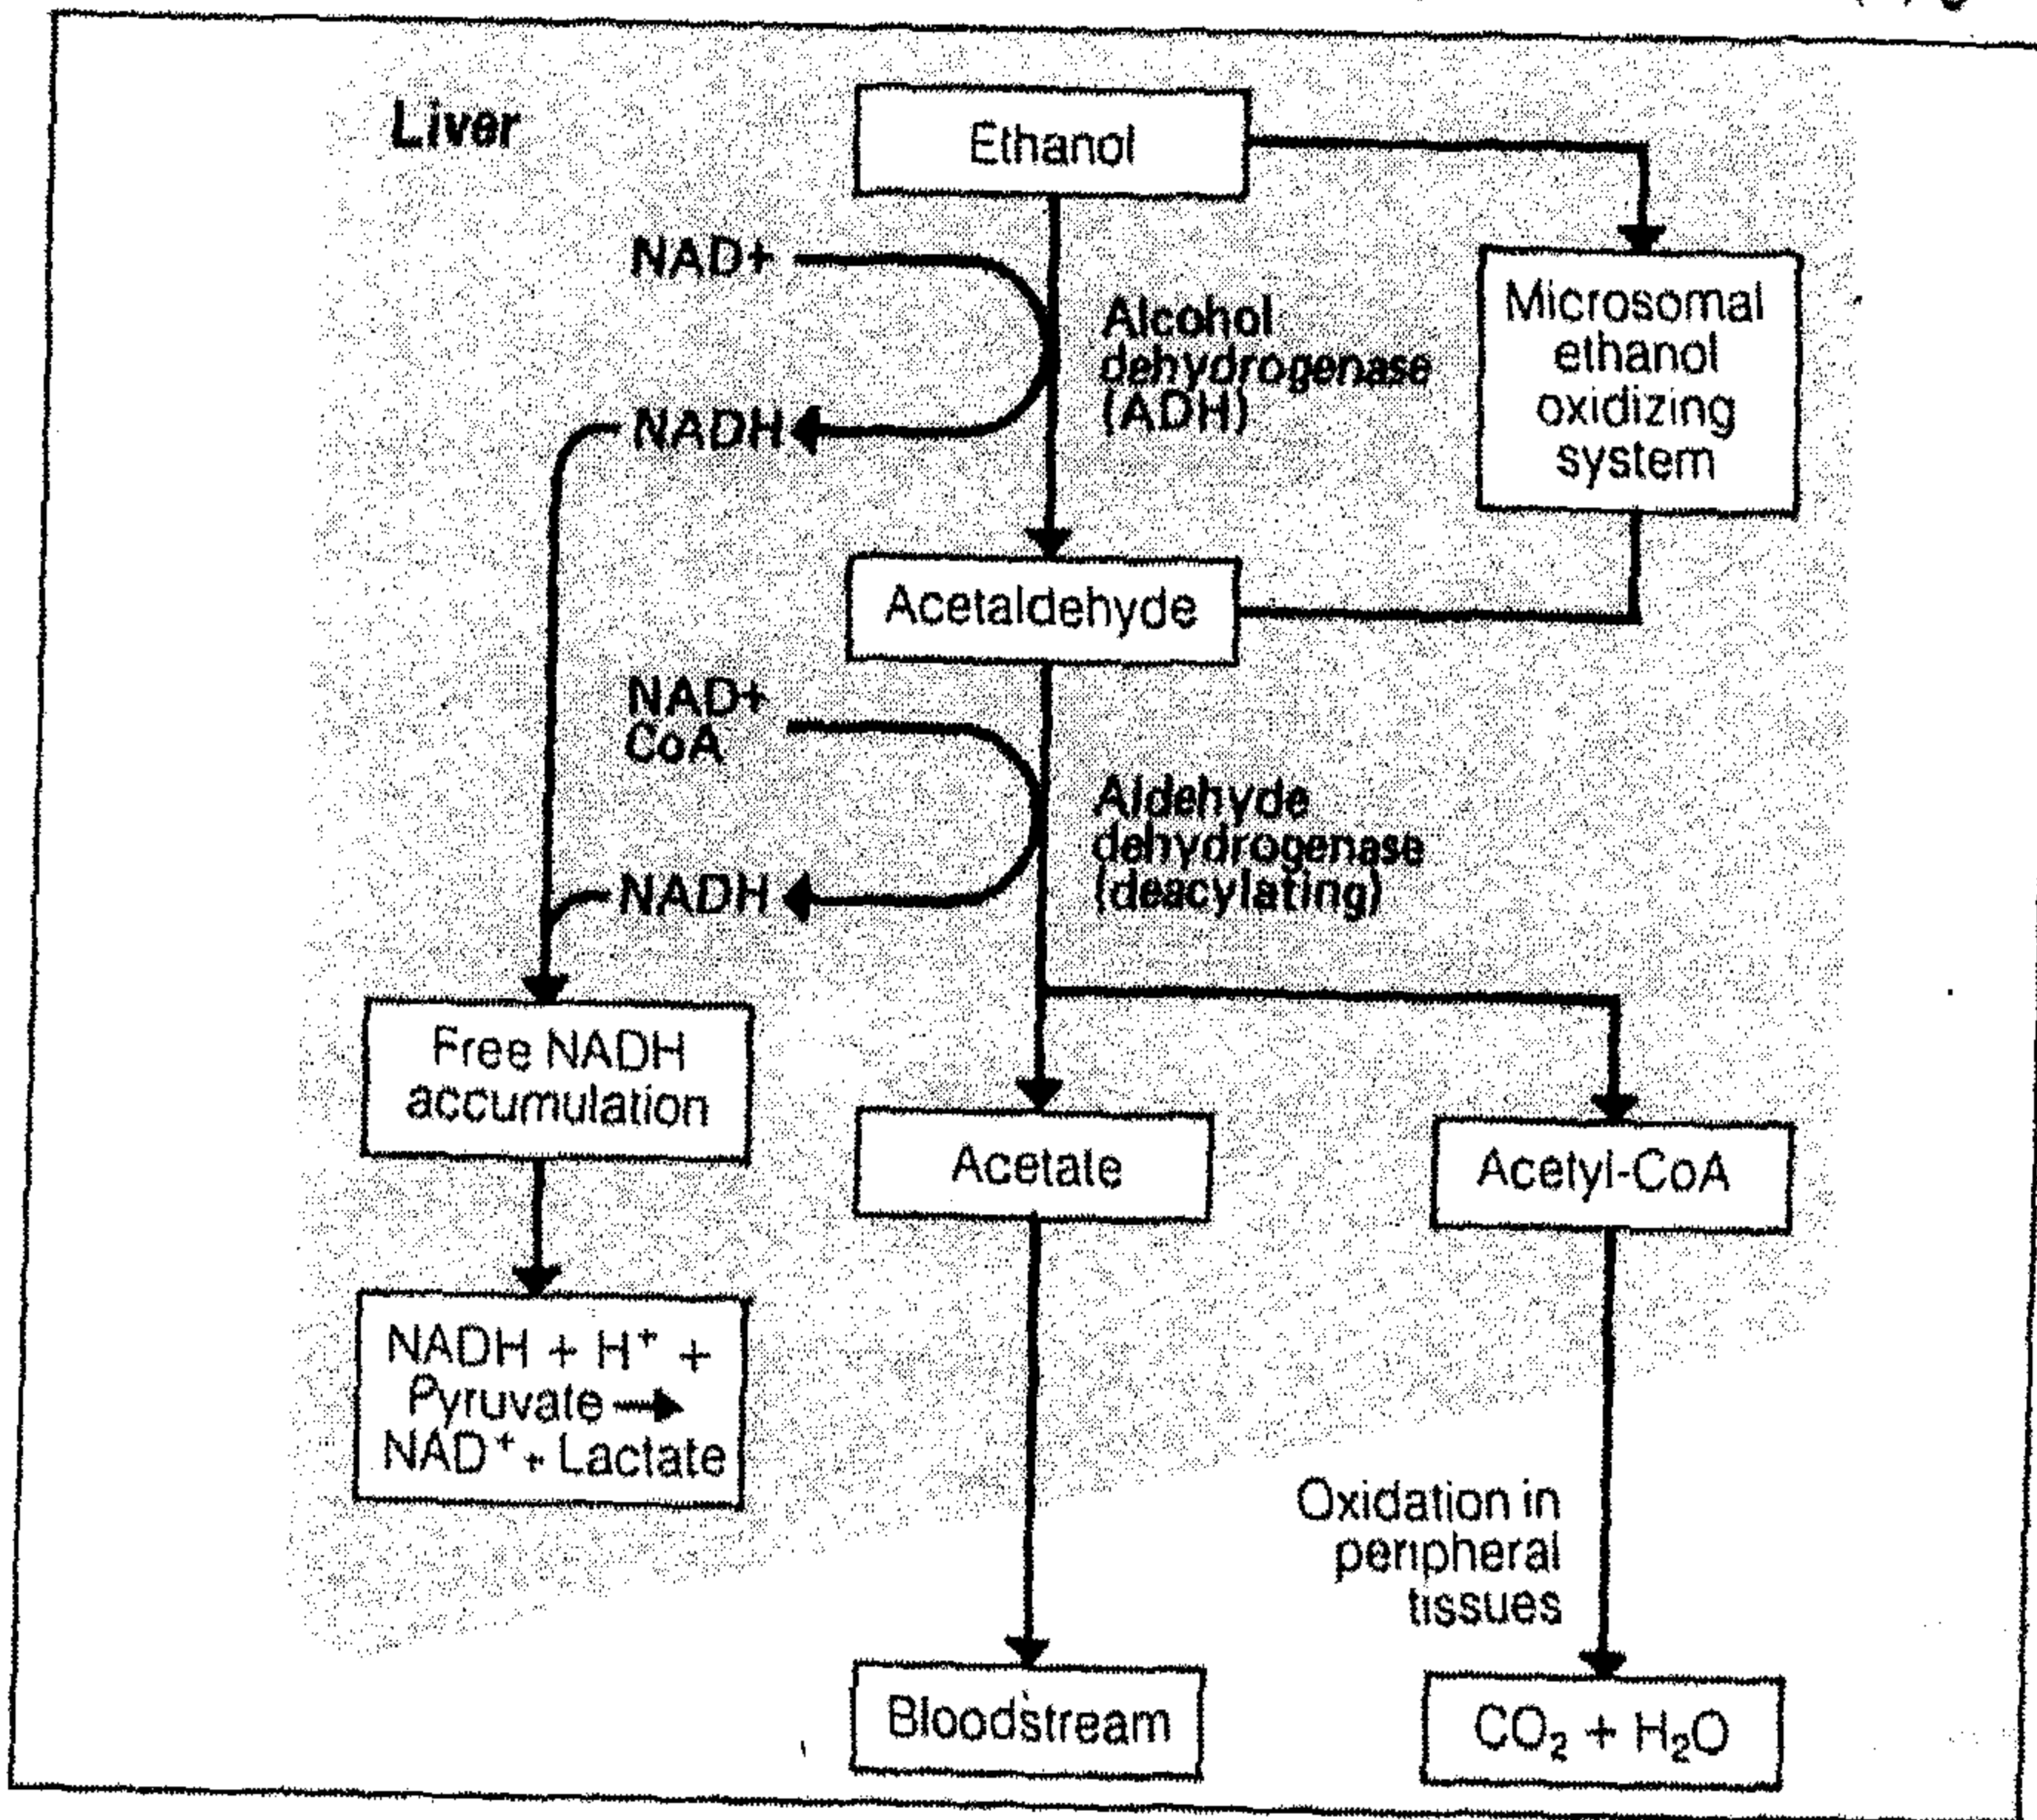 Liver
Ethanol
NAD+
Alcohol
dehydrogenase
(ADH)
NADH
Microsomal
ethanol
oxidizing
system
Acetaldehyde
NAD+
CoA
Aldehyde
dehydrogenase
(deacylating)
NADH
Free NADH
accumulation
Acetate
Acetyl-CoA
NADH + H⁺ +
Pyruvate →
NAD⁺ + Lactate
Oxidation in
peripheral
tissues
Bloodstream
CO₂ + H₂O